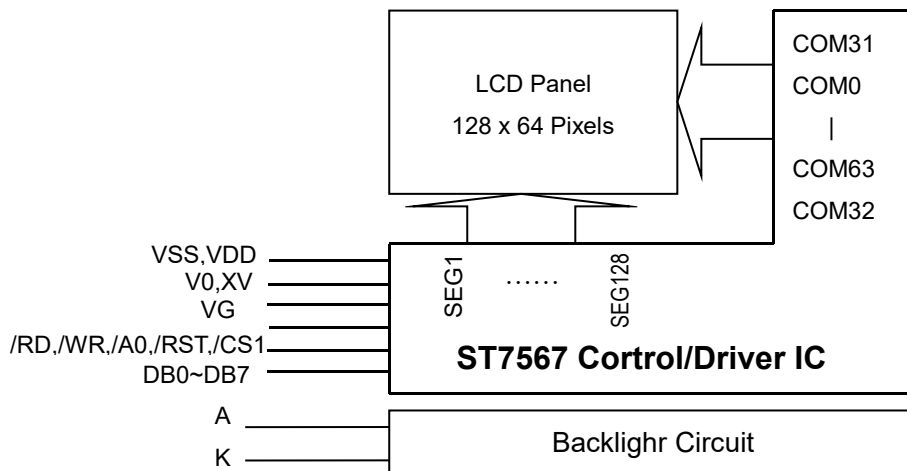 LCD Panel
128 x 64 Pixels
COM31
COM0
|
COM63
COM32
VSS,VDD
V0,XV
VG
/RD,/WR,/A0,/RST,/CS1
DB0~DB7
SEG1
......
SEG128
ST7567 Cortrol/Driver IC
A
K
Backlighr Circuit